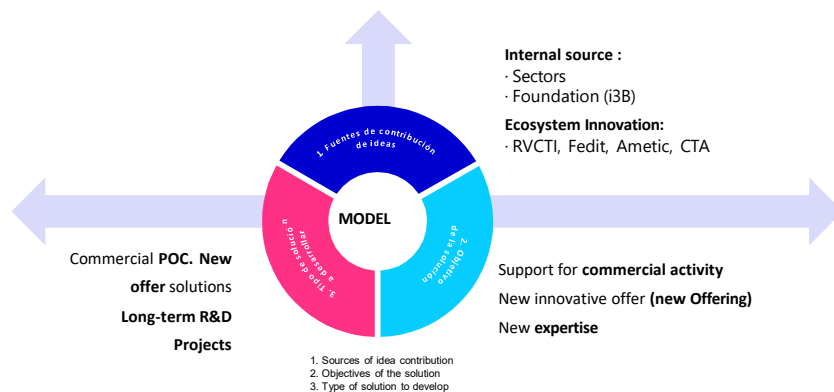 Internal source :
· Sectors
· Foundation (i3B)
Ecosystem Innovation:
· RVCTI, Fedit, Ametic, CTA
1. Fuentes de contribución
de ideas
MODEL
2. Objetivo
de la solución
3. Tipo de solución
a desarrollar
Commercial POC. New
offer solutions
Long-term R&D
Projects
Support for commercial activity
New innovative offer (new Offering)
New expertise
1. Sources of idea contribution
2. Objectives of the solution
3. Type of solution to develop